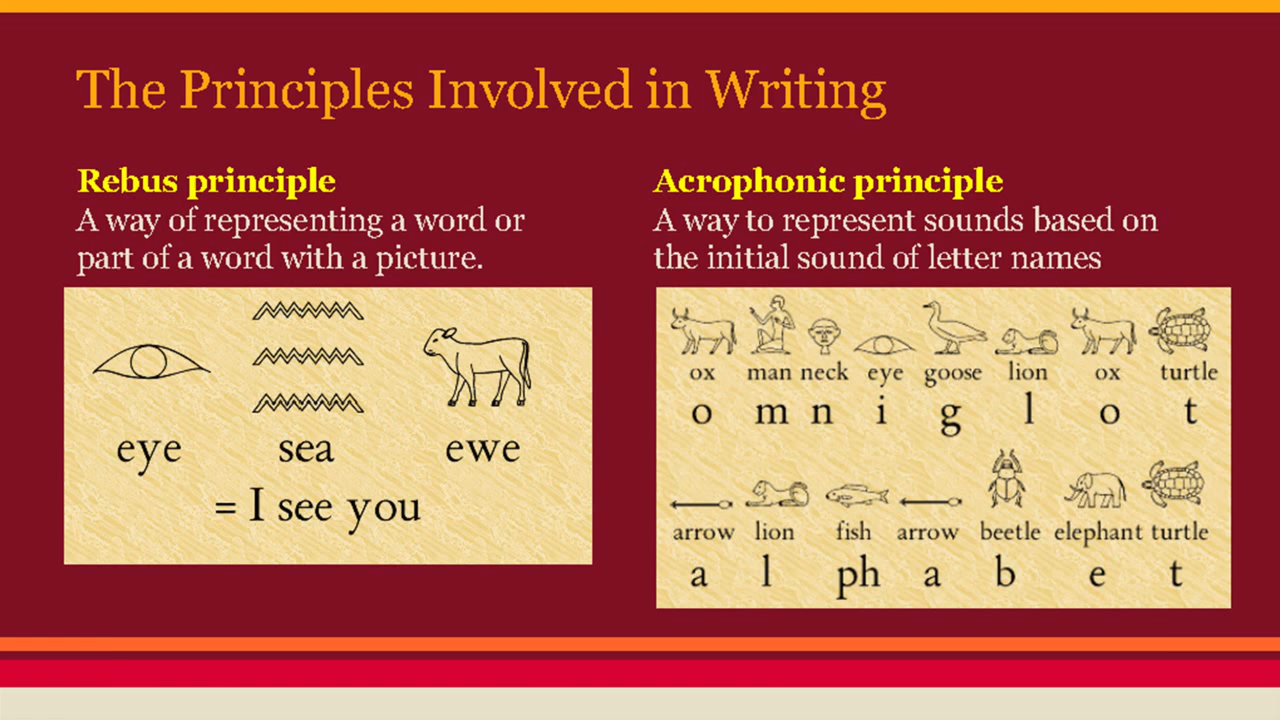 The Principles Involved in Writing
Rebus principle
A way of representing a word or
part of a word with a picture.
eye sea ewe
= I see you
Acrophonic principle
A way to represent sounds based on
the initial sound of letter names
ox man neck eye goose lion ox turtle
o m n i g l o t
arrow lion fish arrow beetle elephant turtle
a l ph a b e t